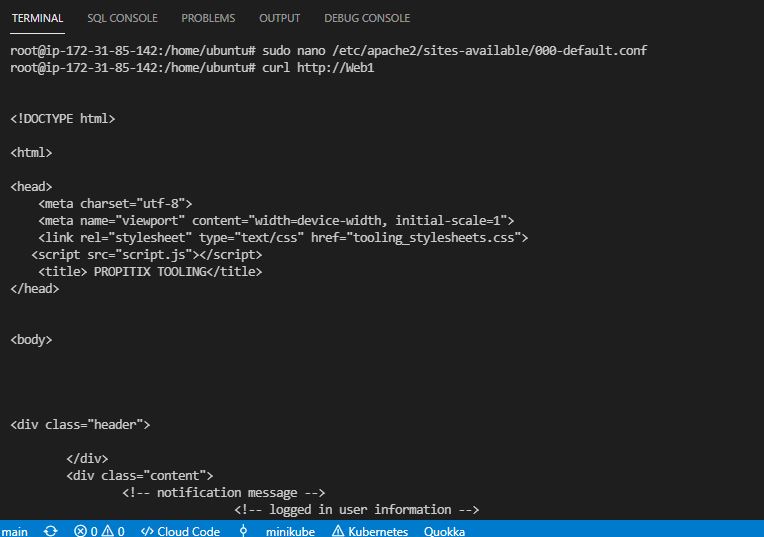 TERMINAL SQL CONSOLE PROBLEMS OUTPUT DEBUG CONSOLE
root@ip-172-31-85-142:/home/ubuntu# sudo nano /etc/apache2/sites-available/000-default.conf
root@ip-172-31-85-142:/home/ubuntu# curl http://Web1
<!DOCTYPE html>
<html>
<head>
    <meta charset="utf-8">
    <meta name="viewport" content="width=device-width, initial-scale=1">
    <link rel="stylesheet" type="text/css" href="tooling_stylesheets.css">
   <script src="script.js"></script>
    <title> PROPITIX TOOLING</title>
</head>
<body>
<div class="header">
        </div>
        <div class="content">
                <!-- notification message -->
                                <!-- logged in user information -->
main 0 0 Cloud Code minikube Kubernetes Quokka